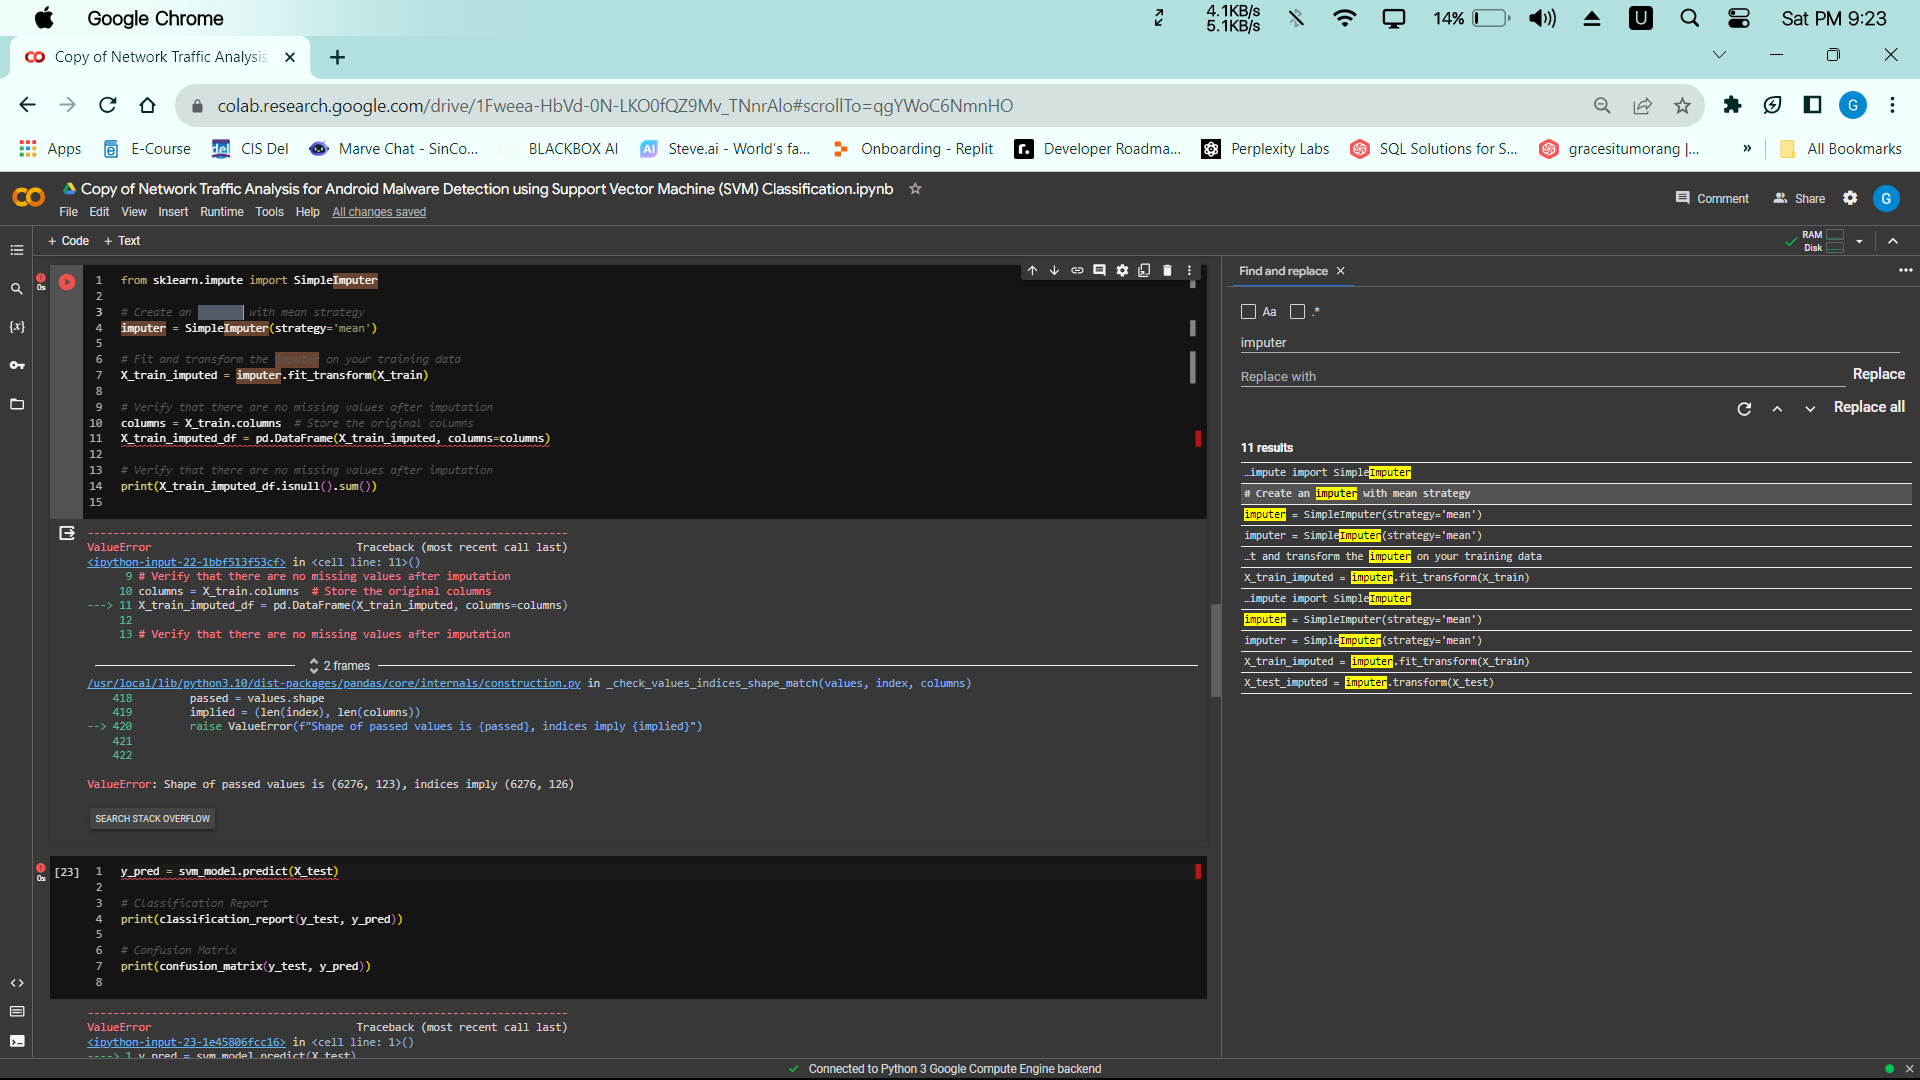 Google Chrome
4.1KB/s
5.1KB/s
14%
U
Sat PM 9:23
Copy of Network Traffic Analysis
colab.research.google.com/drive/1Fweea-HbVd-0N-LKO0fQZ9Mv_TNnrAlo#scrollTo=qgYWoC6NmnHO
G
Apps
E-Course
CIS Del
Marve Chat - SinCo...
BLACKBOX AI
Steve.ai - World's fa...
Onboarding - Replit
Developer Roadma...
Perplexity Labs
SQL Solutions for S...
gracesitumorang |...
»
All Bookmarks
Copy of Network Traffic Analysis for Android Malware Detection using Support Vector Machine (SVM) Classification.ipynb
File Edit View Insert Runtime Tools Help All changes saved
Comment
Share
G
+ Code + Text
RAM
Disk
0s
1 from sklearn.impute import SimpleImputer
2
3 # Create an with mean strategy
4 imputer = SimpleImputer(strategy='mean')
5
6 # Fit and transform the imputer on your training data
7 X_train_imputed = imputer.fit_transform(X_train)
8
9 # Verify that there are no missing values after imputation
10 columns = X_train.columns # Store the original columns
11 X_train_imputed_df = pd.DataFrame(X_train_imputed, columns=columns)
12
13 # Verify that there are no missing values after imputation
14 print(X_train_imputed_df.isnull().sum())
15
---------------------------------------------------------------------------
ValueError Traceback (most recent call last)
<ipython-input-22-1bbf513f53cf> in <cell line: 11>()
9 # Verify that there are no missing values after imputation
10 columns = X_train.columns # Store the original columns
---> 11 X_train_imputed_df = pd.DataFrame(X_train_imputed, columns=columns)
12
13 # Verify that there are no missing values after imputation
2 frames
/usr/local/lib/python3.10/dist-packages/pandas/core/internals/construction.py in _check_values_indices_shape_match(values, index, columns)
418 passed = values.shape
419 implied = (len(index), len(columns))
--> 420 raise ValueError(f"Shape of passed values is {passed}, indices imply {implied}")
421
422
ValueError: Shape of passed values is (6276, 123), indices imply (6276, 126)
SEARCH STACK OVERFLOW
0s
[23]
1 y_pred = svm_model.predict(X_test)
2
3 # Classification Report
4 print(classification_report(y_test, y_pred))
5
6 # Confusion Matrix
7 print(confusion_matrix(y_test, y_pred))
8
---------------------------------------------------------------------------
ValueError Traceback (most recent call last)
<ipython-input-23-1e45806fcc16> in <cell line: 1>()
----> 1 y_pred = svm_model.predict(X_test)
Find and replace
Aa
.*
imputer
Replace with
Replace
Replace all
11 results
…impute import SimpleImputer
# Create an imputer with mean strategy
imputer = SimpleImputer(strategy='mean')
imputer = SimpleImputer(strategy='mean')
…t and transform the imputer on your training data
X_train_imputed = imputer.fit_transform(X_train)
…impute import SimpleImputer
imputer = SimpleImputer(strategy='mean')
imputer = SimpleImputer(strategy='mean')
X_train_imputed = imputer.fit_transform(X_train)
X_test_imputed = imputer.transform(X_test)
Connected to Python 3 Google Compute Engine backend